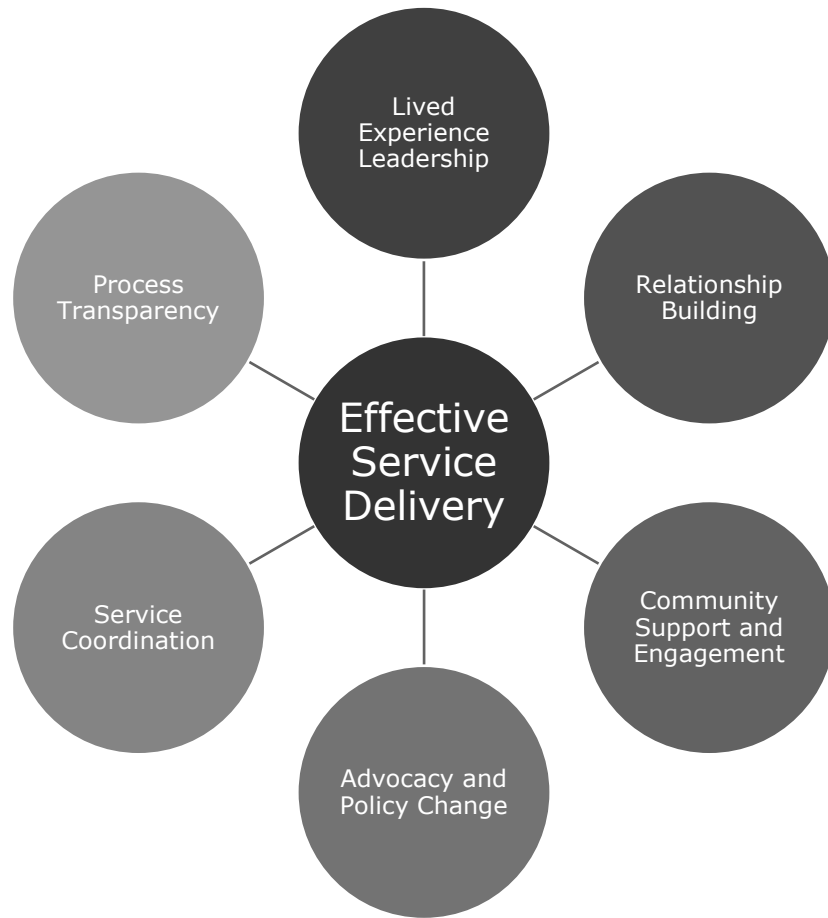 Lived
Experience
Leadership
Process
Transparency
Relationship
Building
Effective
Service
Delivery
Service
Coordination
Community
Support and
Engagement
Advocacy and
Policy Change